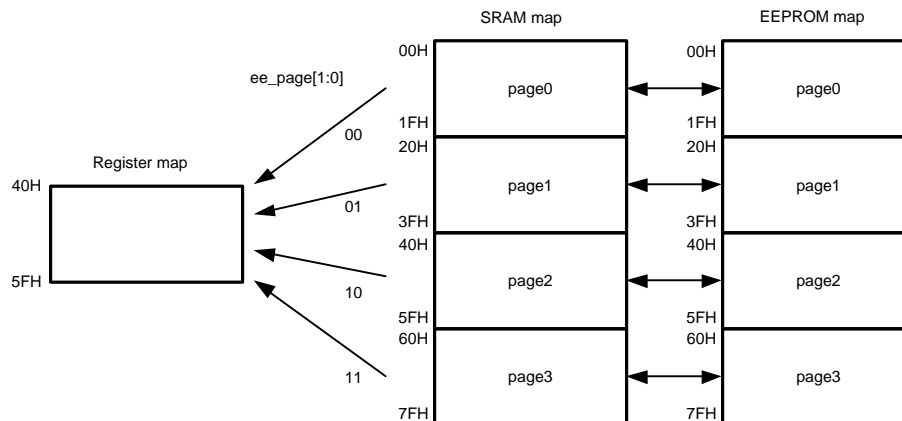 SRAM map
EEPROM map
00H
00H
ee_page[1:0]
page0
page0
00
1FH
1FH
20H
20H
Register map
40H
01
page1
page1
3FH
3FH
40H
40H
5FH
10
page2
page2
5FH
5FH
60H
60H
11
page3
page3
7FH
7FH